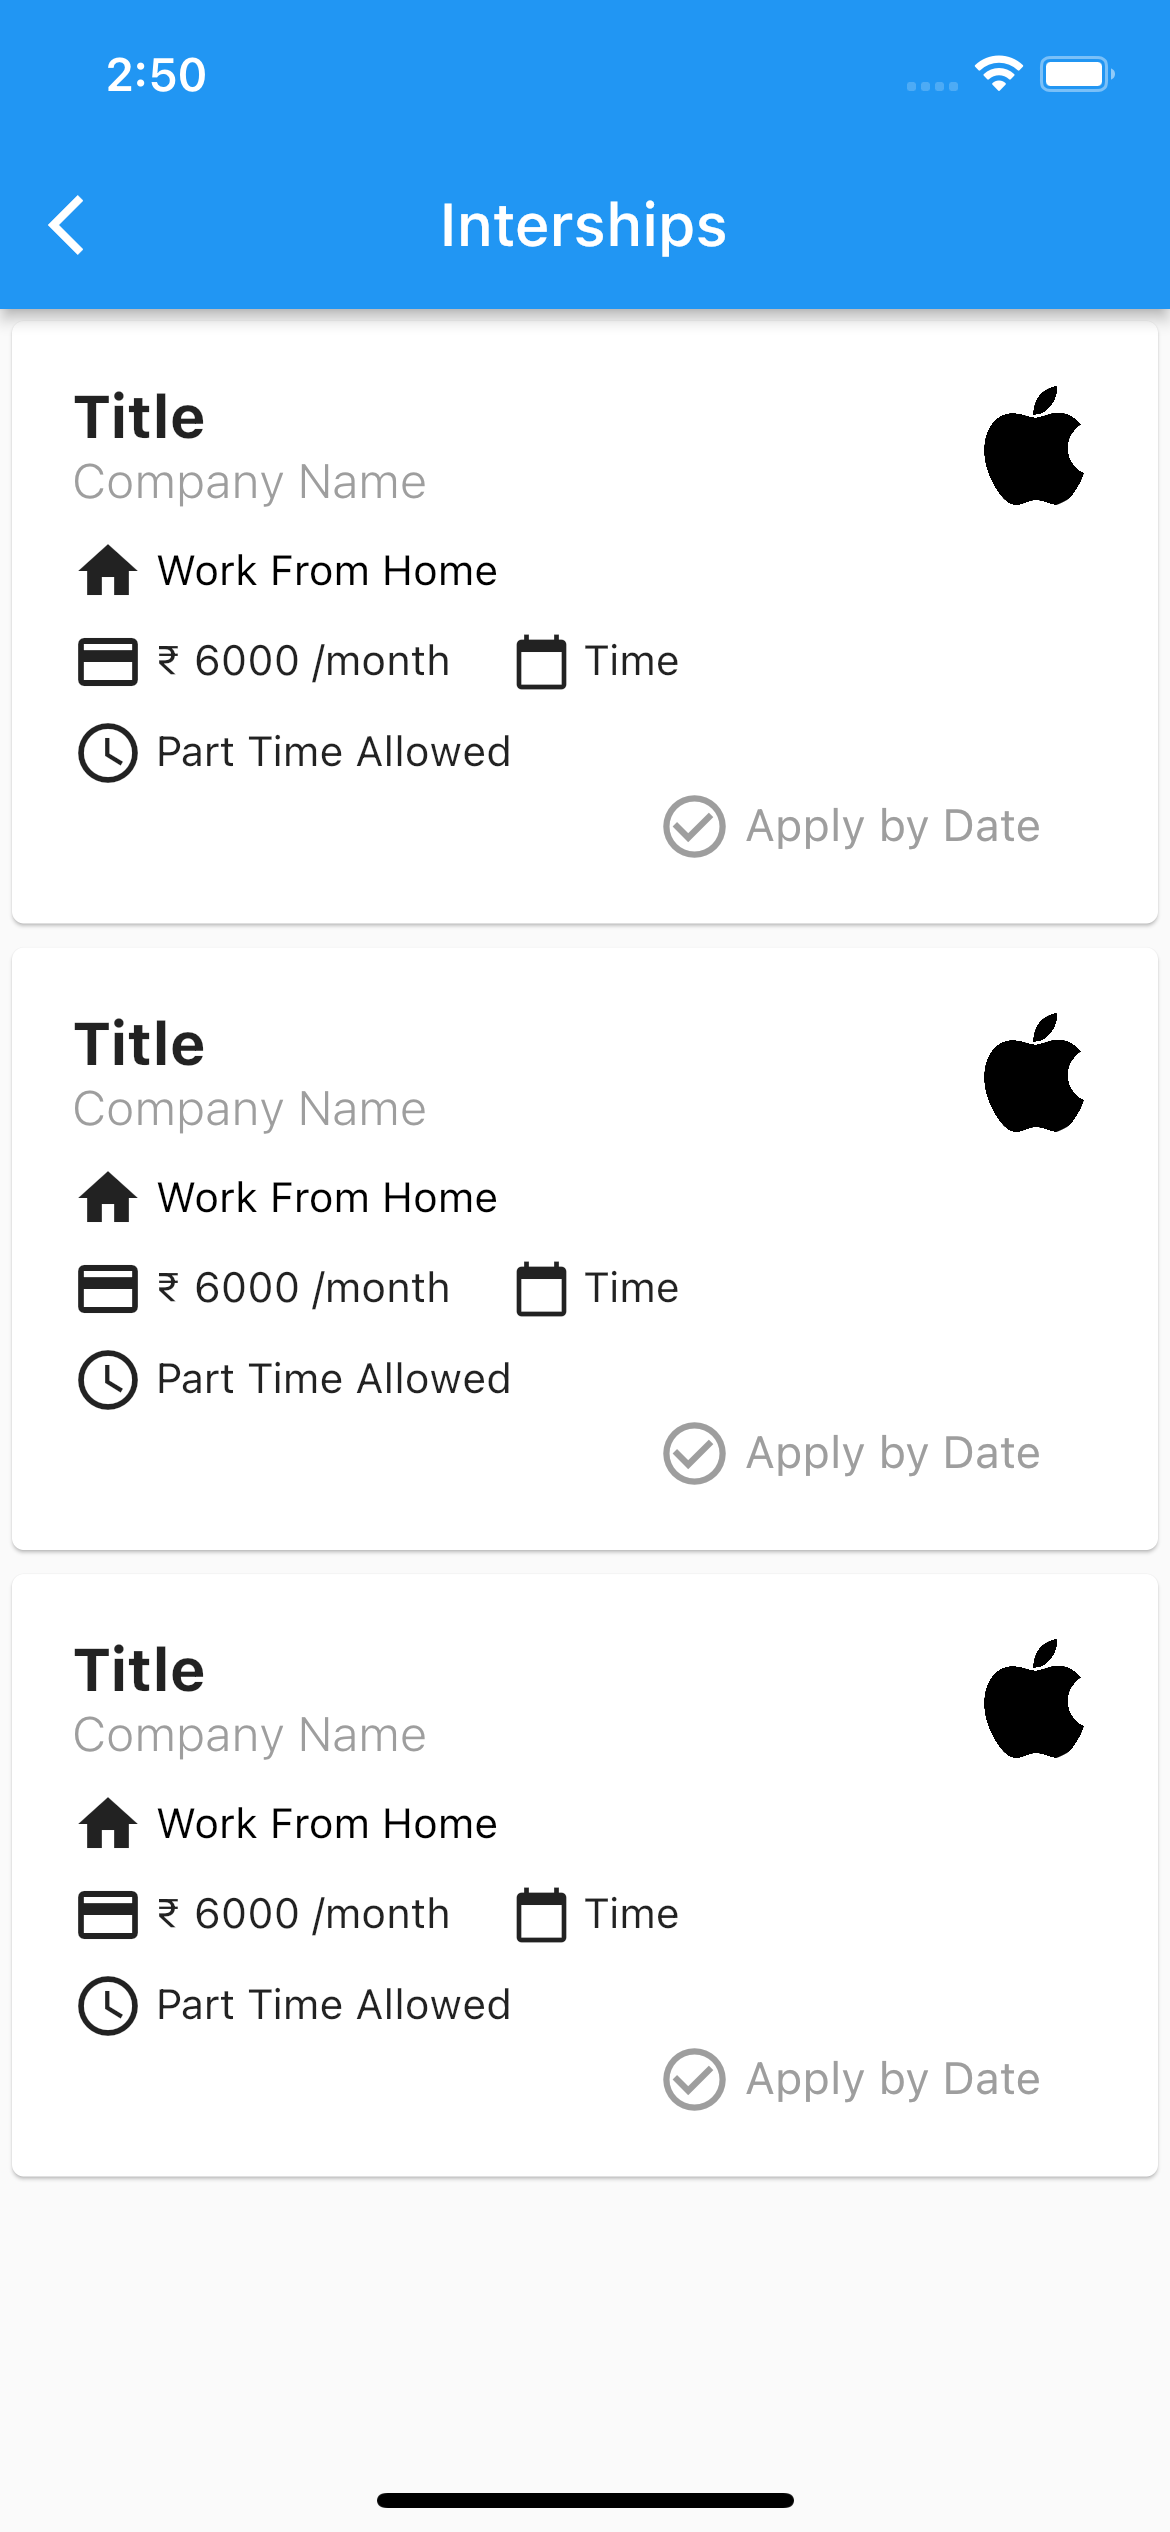 2:50
Interships
Title
Company Name
Work From Home
₹ 6000 /month Time
Part Time Allowed
Apply by Date
Title
Company Name
Work From Home
₹ 6000 /month Time
Part Time Allowed
Apply by Date
Title
Company Name
Work From Home
₹ 6000 /month Time
Part Time Allowed
Apply by Date